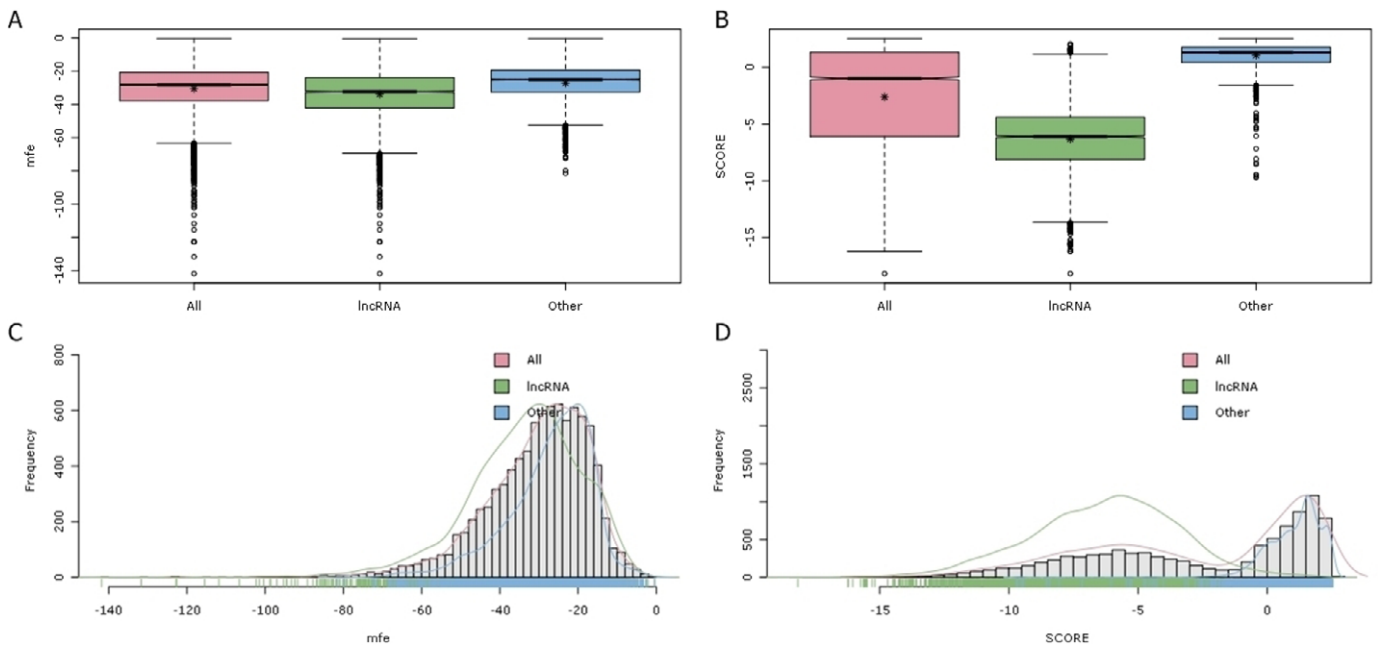 A
0
-20
-40
-60
-100
-140
mfe
All
lncRNA
Other
B
0
-5
-10
-15
SCORE
All
lncRNA
Other
C
800
600
400
200
0
Frequency
All
lncRNA
Other
-140
-120
-100
-80
-60
-40
-20
0
mfe
D
2500
1500
500
0
Frequency
All
lncRNA
Other
-15
-10
-5
0
SCORE